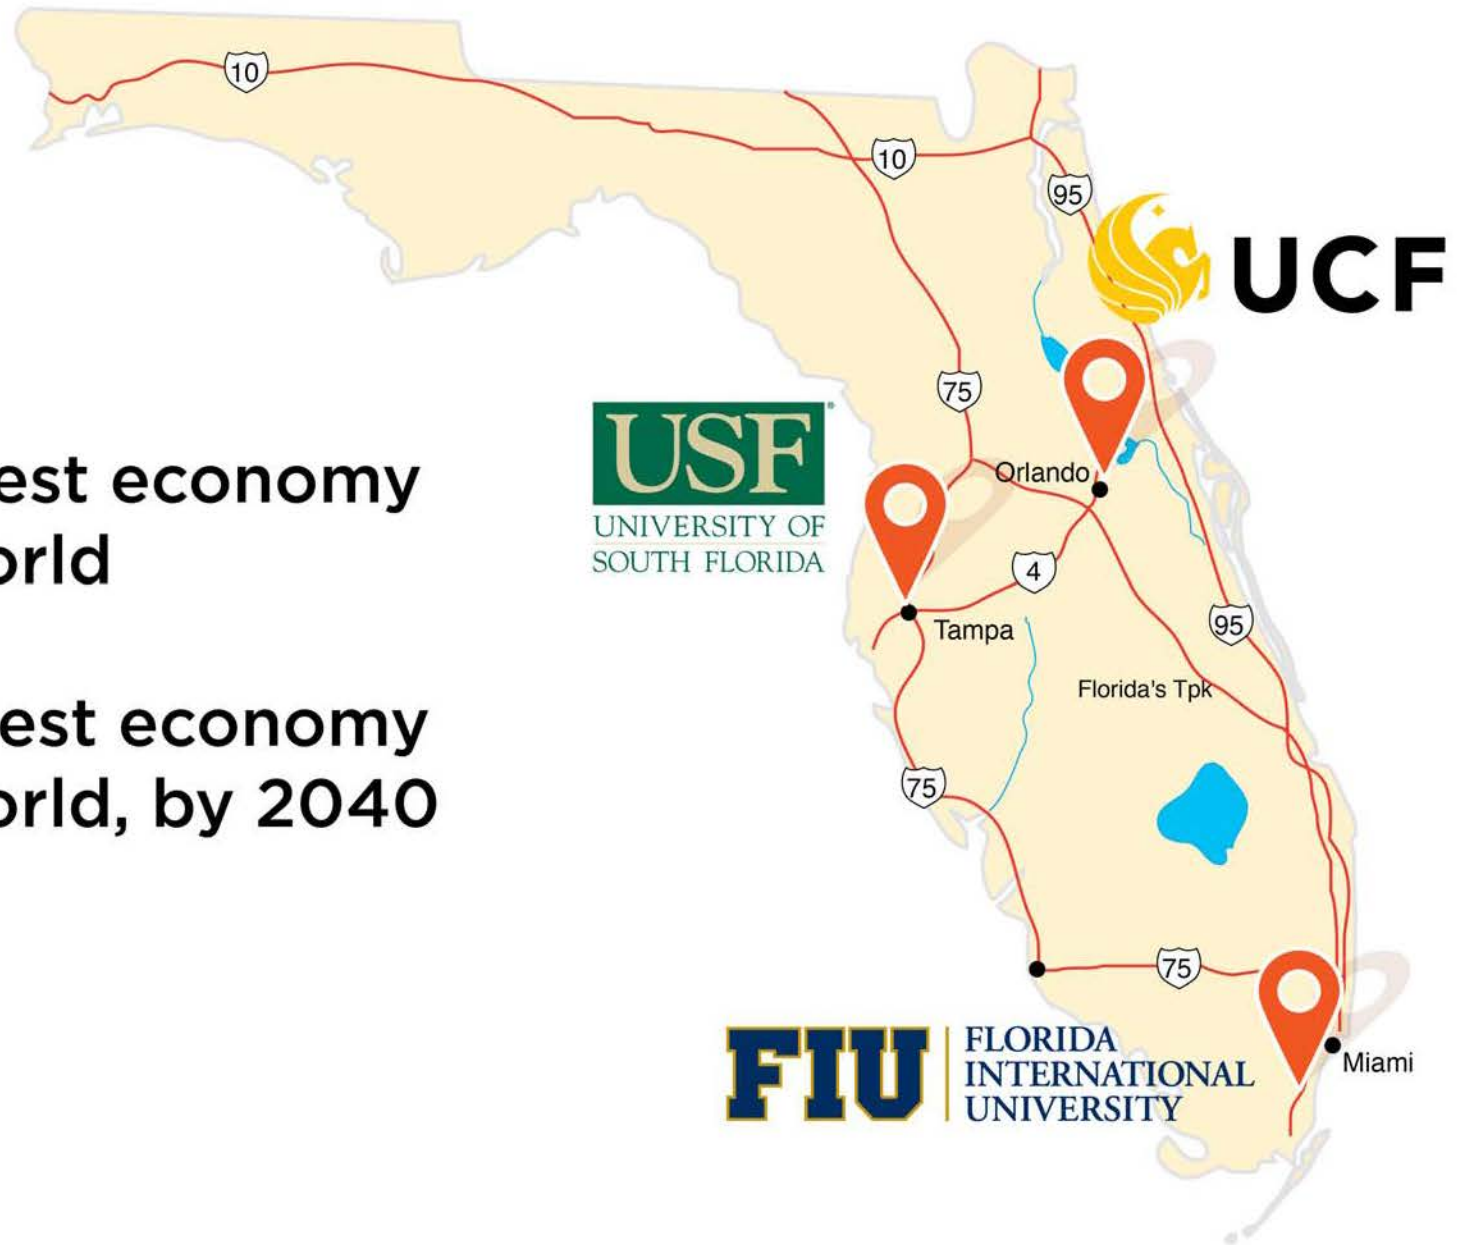 10
10
95
UCF
75
USF
UNIVERSITY OF
SOUTH FLORIDA
Orlando
est economy
orld
4
Tampa
95
Florida's Tpk
est economy
orld, by 2040
75
75
FIU
FLORIDA
INTERNATIONAL
UNIVERSITY
Miami